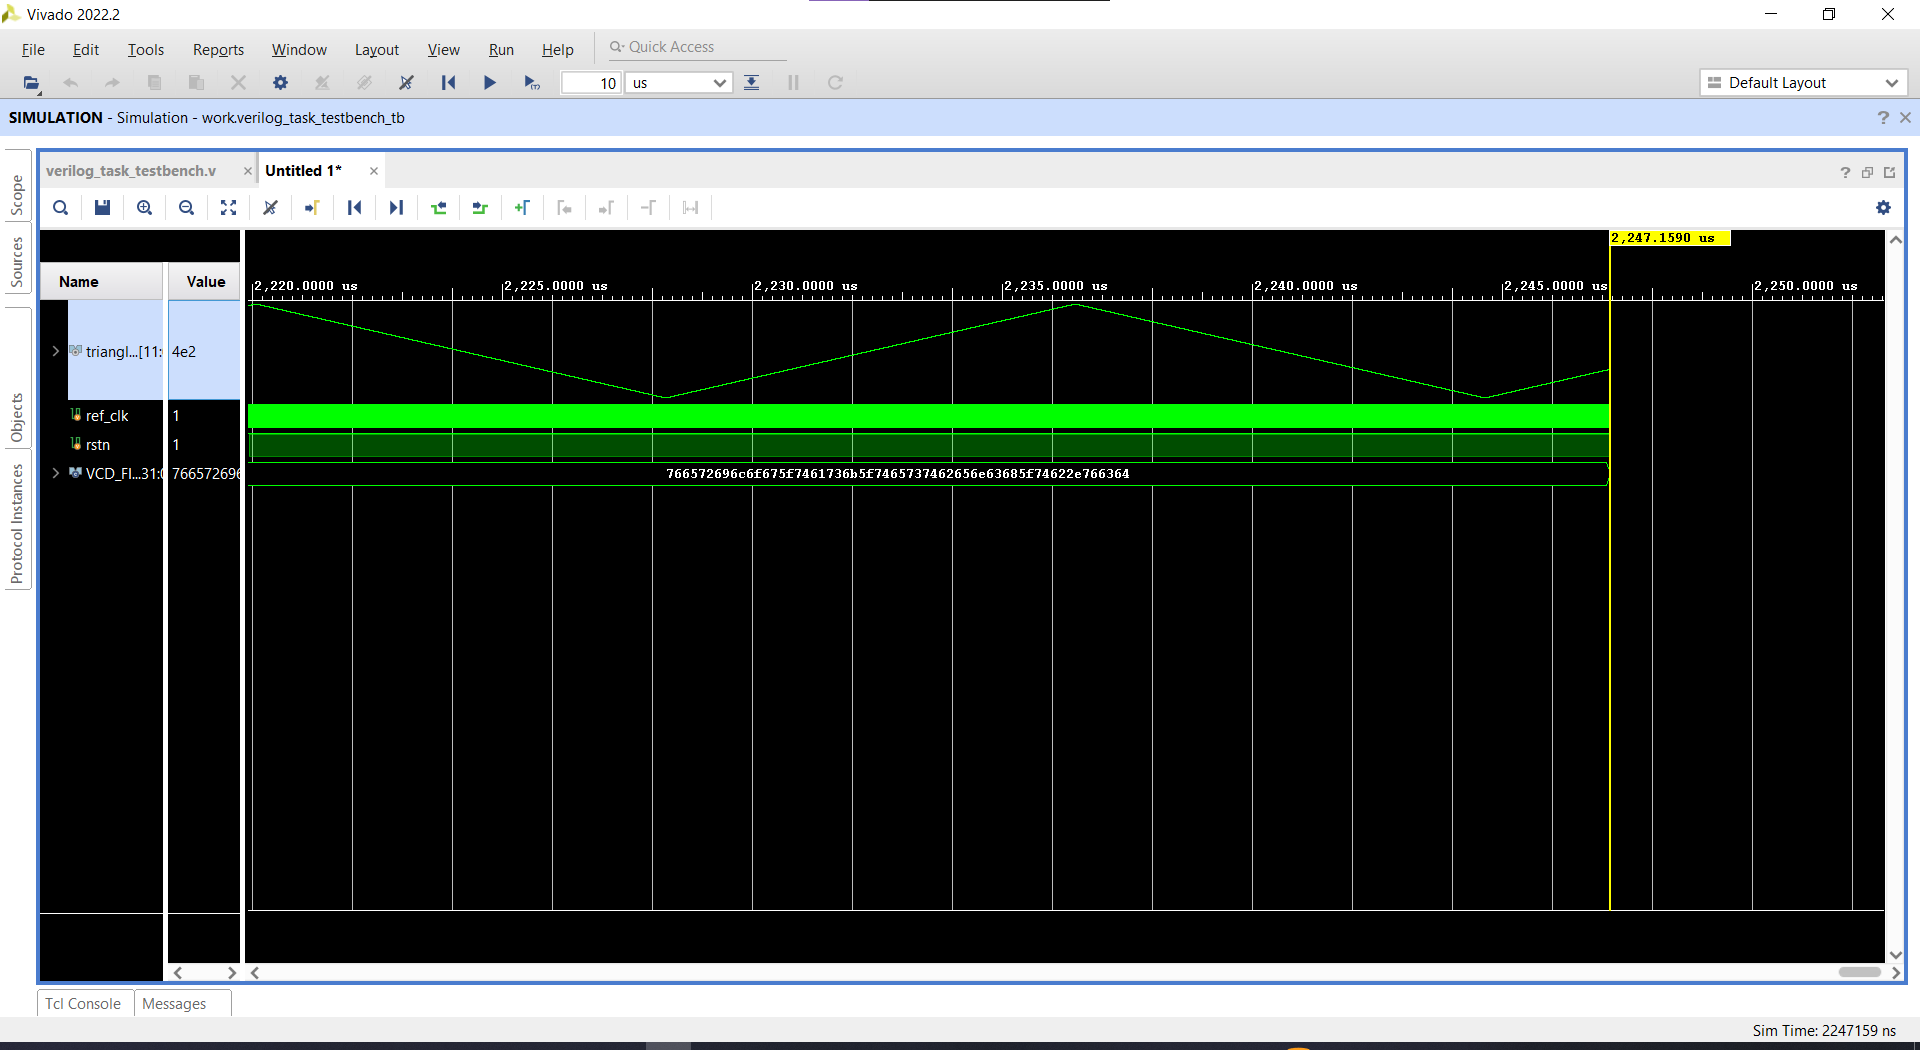 Vivado 2022.2
File Edit Tools Reports Window Layout View Run Help Quick Access
10 us Default Layout
SIMULATION - Simulation - work.verilog_task_testbench_tb
verilog_task_testbench.v Untitled 1*
Scope
Sources
Objects
Protocol Instances
2,247.1590 us
Name Value
2,220.0000 us 2,225.0000 us 2,230.0000 us 2,235.0000 us 2,240.0000 us 2,245.0000 us 2,250.0000 us
triangl...[11:( 4e2
ref_clk 1
rstn 1
VCD_FI...31:( 766572696 766572696c6f675f7461736b5f7465737462656e63685f74622e766364
Tcl Console Messages
Sim Time: 2247159 ns